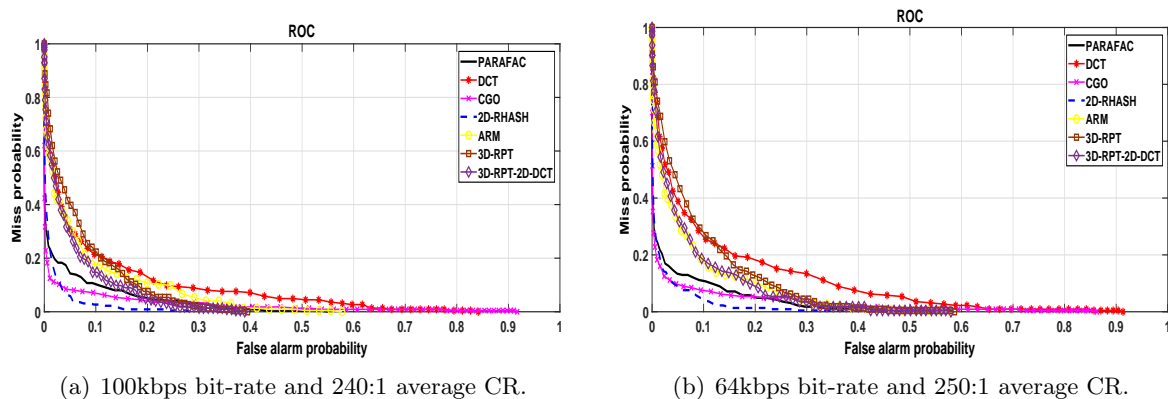 ROC
1
0.8
0.6
0.4
0.2
0
Miss probability
PARAFAC
DCT
CGO
2D-RHASH
ARM
3D-RPT
3D-RPT-2D-DCT
0 0.1 0.2 0.3 0.4 0.5 0.6 0.7 0.8 0.9 1
False alarm probability
(a) 100kbps bit-rate and 240:1 average CR.
ROC
1
0.8
0.6
0.4
0.2
0
Miss probability
PARAFAC
DCT
CGO
2D-RHASH
ARM
3D-RPT
3D-RPT-2D-DCT
0 0.1 0.2 0.3 0.4 0.5 0.6 0.7 0.8 0.9 1
False alarm probability
(b) 64kbps bit-rate and 250:1 average CR.